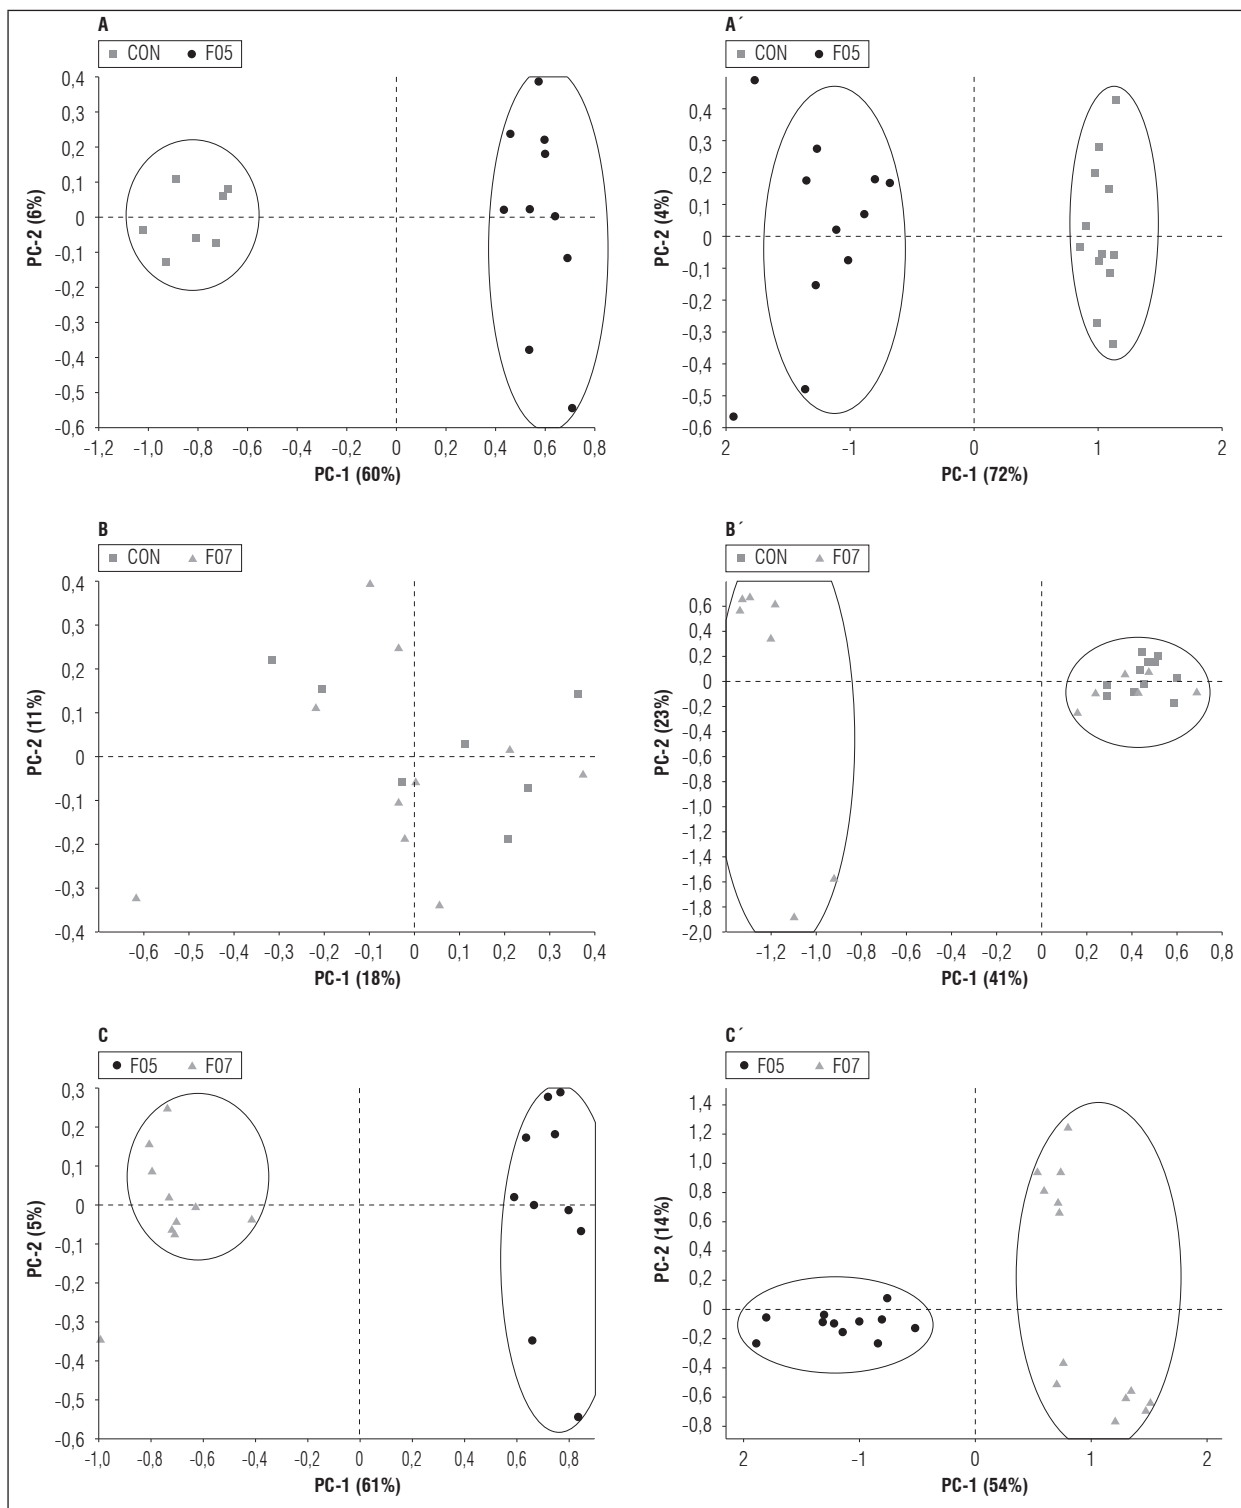 A
CON F05
0,4
0,3
0,2
0,1
0
-0,1
-0,2
-0,3
-0,4
-0,5
-0,6
PC-2 (6%)
-1,2 -1,0 -0,8 -0,6 -0,4 -0,2 0 0,2 0,4 0,6 0,8
PC-1 (60%)
A´
CON F05
0,4
0,3
0,2
0,1
0
-0,1
-0,2
-0,3
-0,4
-0,5
-0,6
PC-2 (4%)
2 -1 0 1 2
PC-1 (72%)
B
CON F07
0,4
0,3
0,2
0,1
0
-0,1
-0,2
-0,3
-0,4
PC-2 (11%)
-0,6 -0,5 -0,4 -0,3 -0,2 -0,1 0 0,1 0,2 0,3 0,4
PC-1 (18%)
B´
CON F07
0,6
0,4
0,2
0
-0,2
-0,4
-0,6
-0,8
-1,0
-1,2
-1,4
-1,6
-1,8
-2,0
PC-2 (23%)
-1,2 -1,0 -0,8 -0,6 -0,4 -0,2 0 0,2 0,4 0,6 0,8
PC-1 (41%)
C
F05 F07
0,3
0,2
0,1
0
-0,1
-0,2
-0,3
-0,4
-0,5
-0,6
PC-2 (5%)
-1,0 -0,8 -0,6 -0,4 -0,2 0 0,2 0,4 0,6 0,8
PC-1 (61%)
C´
F05 F07
1,4
1,2
1,0
0,8
0,6
0,4
0,2
0
-0,2
-0,4
-0,6
-0,8
PC-2 (14%)
2 -1 0 1 2
PC-1 (54%)